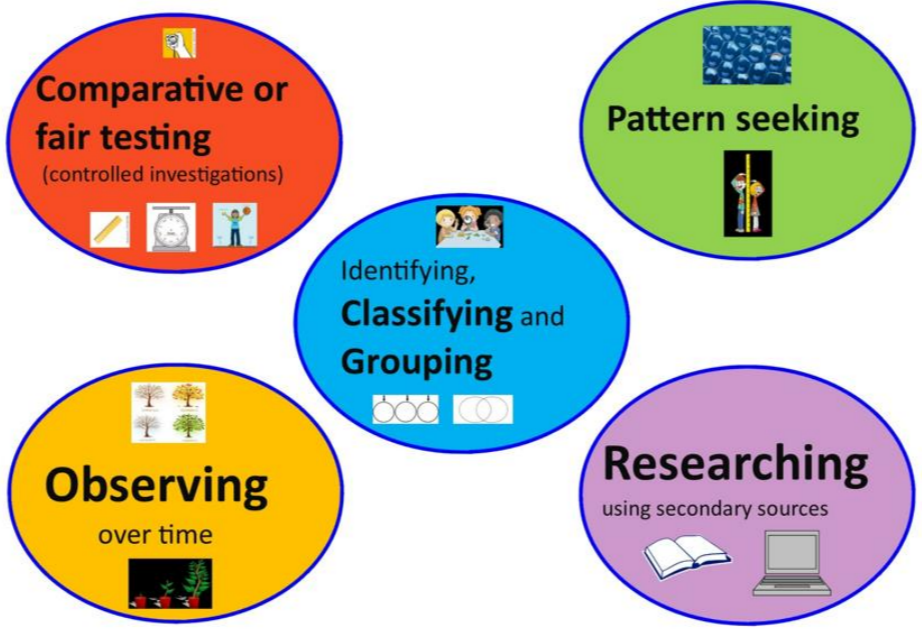 Comparative or
fair testing
(controlled investigations)
Pattern seeking
Identifying,
Classifying and
Grouping
Observing
over time
Researching
using secondary sources